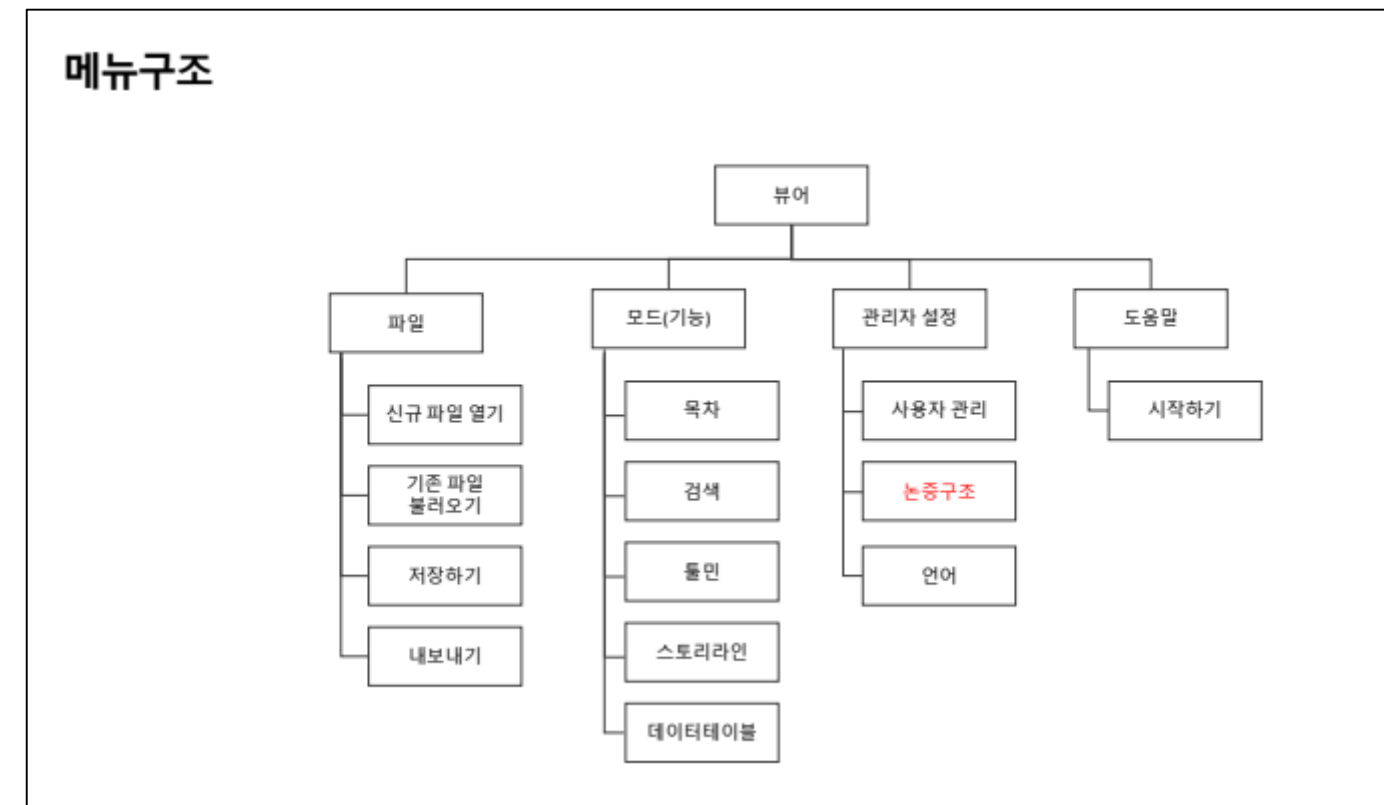 메뉴구조
뷰어
파일
모드(기능)
관리자 설정
도움말
신규 파일 열기
기존 파일
불러오기
저장하기
내보내기
목차
검색
툴민
스토리라인
데이터테이블
사용자 관리
논증구조
언어
시작하기